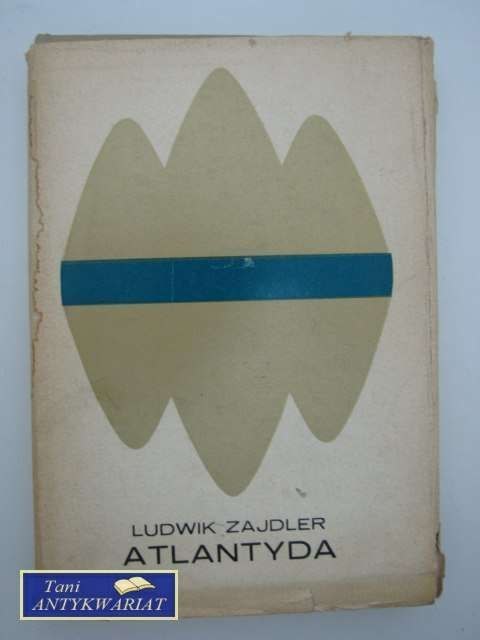 LUDWIK ZAJDLER
ATLANTYDA
Tani
ANTYKWARIAT